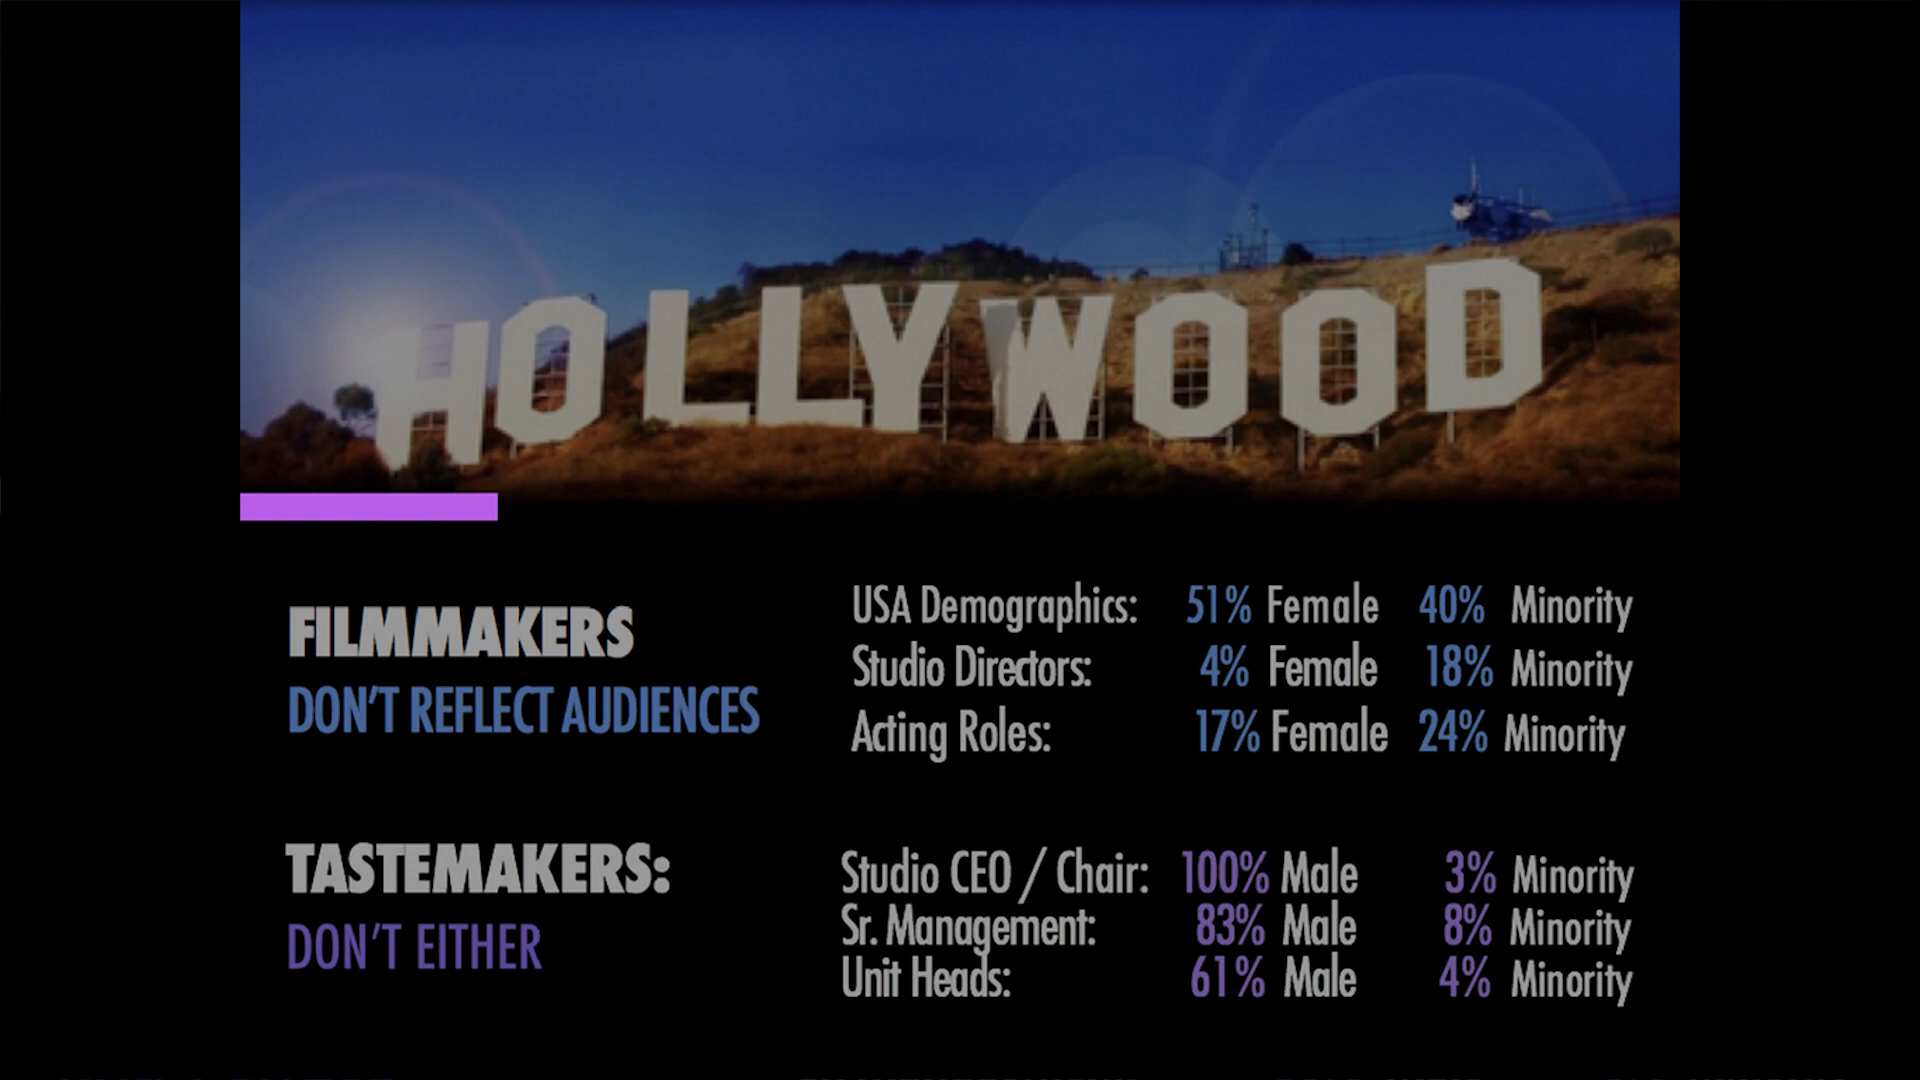 HOLLYWOOD
FILMMAKERS
DON'T REFLECT AUDIENCES
USA Demographics: 51% Female 40% Minority
Studio Directors: 4% Female 18% Minority
Acting Roles: 17% Female 24% Minority
TASTEMAKERS:
DON'T EITHER
Studio CEO / Chair: 100% Male 3% Minority
Sr. Management: 83% Male 8% Minority
Unit Heads: 61% Male 4% Minority